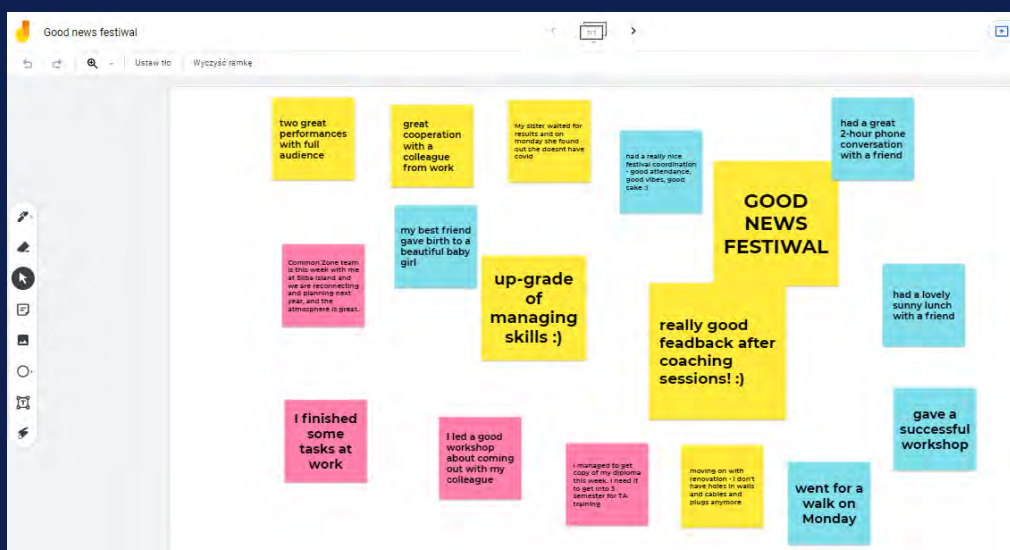 Good news festiwal
1/1
Ustaw tło
Wyczyść ramkę
two great
performances
with full
audience
great
cooperation
with a
colleague
from work
My sister waited for
results and on
monday she found
out she doesnt have
covid
had a really nice
festival coordination
- good attendance,
good vibes, good
cake :)
had a great
2-hour phone
conversation
with a friend
GOOD
NEWS
FESTIWAL
my best friend
gave birth to a
beautiful baby
girl
Common Zone team
is this week with me
at Silba Island and
we are reconnecting
and planning next
year, and the
atmosphere is great.
up-grade
of
managing
skills :)
really good
feadback after
coaching
sessions! :)
had a lovely
sunny lunch
with a friend
I finished
some
tasks at
work
I led a good
workshop
about coming
out with my
colleague
I managed to get
copy of my diploma
this week. I need it
to get into 3
semester for TA
training
moving on with
renovation - I don't
have holes in walls
and cables and
plugs anymore
went for a
walk on
Monday
gave a
successful
workshop